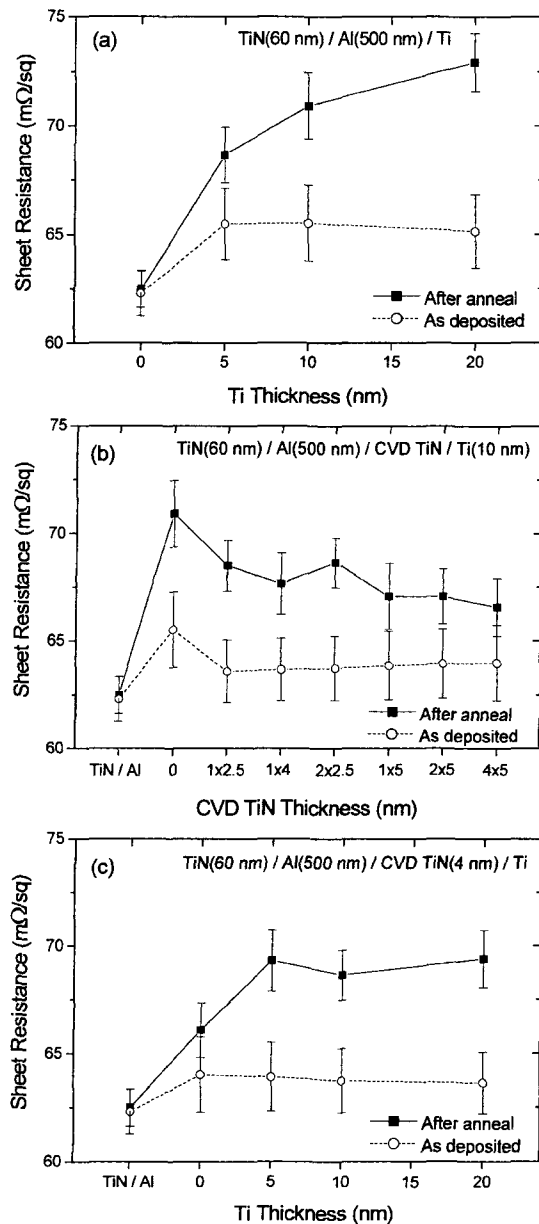 75
(a)
TiN(60 nm) / Al(500 nm) / Ti
70
65
60
Sheet Resistance (mΩ/sq)
After anneal
As deposited
0 5 10 15 20
Ti Thickness (nm)
75
(b)
TiN(60 nm) / Al(500 nm) / CVD TiN / Ti(10 nm)
70
65
60
Sheet Resistance (mΩ/sq)
After anneal
As deposited
TiN / Al 0 1x2.5 1x4 2x2.5 1x5 2x5 4x5
CVD TiN Thickness (nm)
75
(c)
TiN(60 nm) / Al(500 nm) / CVD TiN(4 nm) / Ti
70
65
60
Sheet Resistance (mΩ/sq)
After anneal
As deposited
TiN / Al 0 5 10 15 20
Ti Thickness (nm)